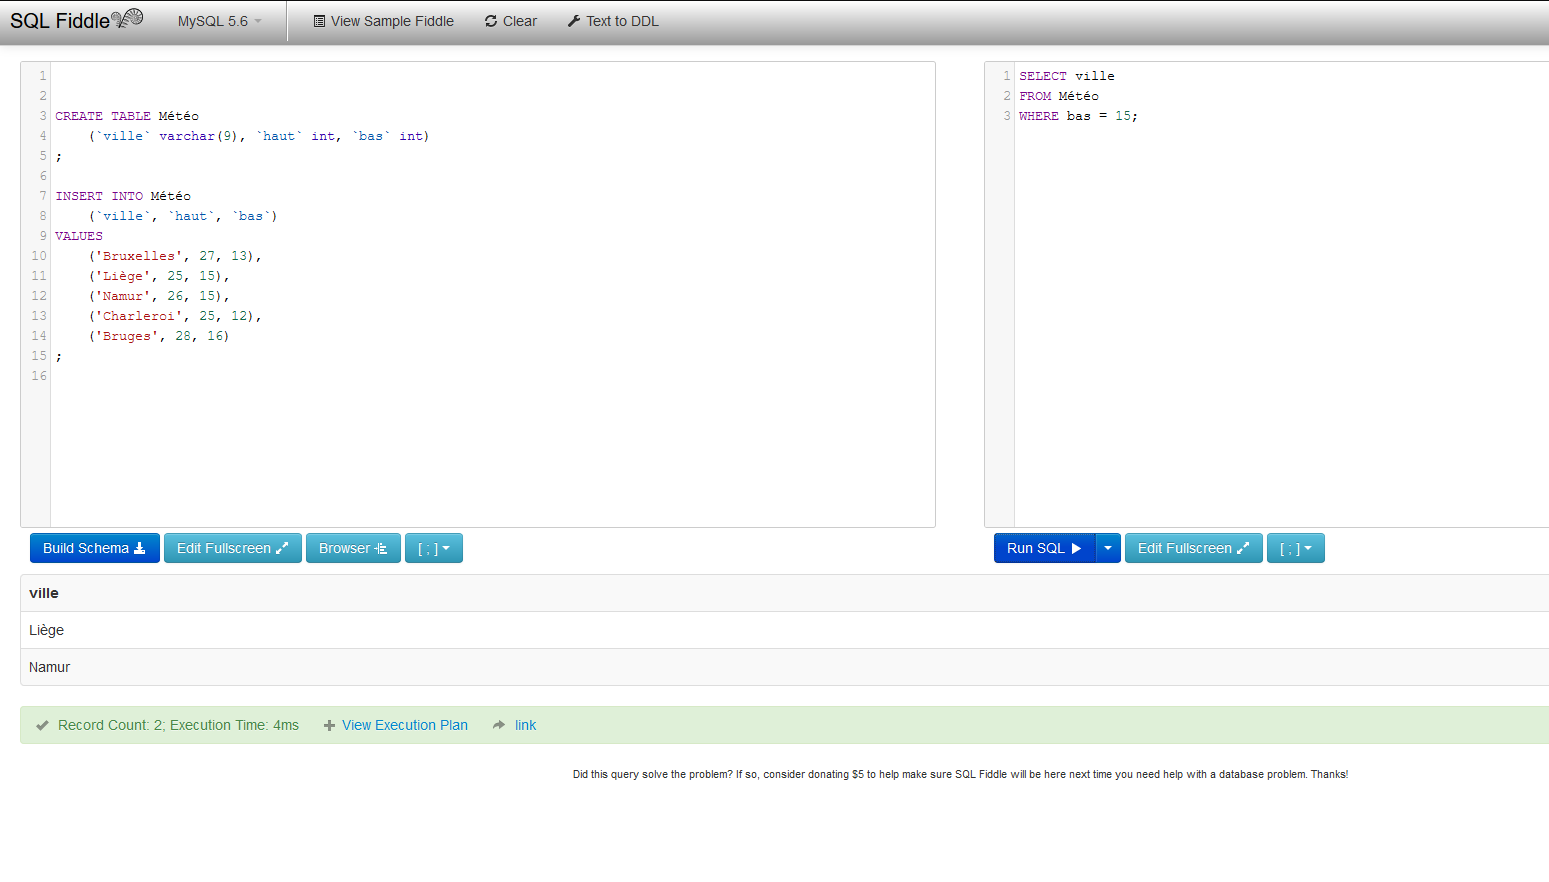 SQL Fiddle MySQL 5.6 View Sample Fiddle Clear Text to DDL
1
2
3 CREATE TABLE Météo
4 (`ville` varchar(9), `haut` int, `bas` int)
5 ;
6
7 INSERT INTO Météo
8 (`ville`, `haut`, `bas`)
9 VALUES
10 ('Bruxelles', 27, 13),
11 ('Liège', 25, 15),
12 ('Namur', 26, 15),
13 ('Charleroi', 25, 12),
14 ('Bruges', 28, 16)
15 ;
16
1 SELECT ville
2 FROM Météo
3 WHERE bas = 15;
Build Schema Edit Fullscreen Browser [ ; ]
Run SQL Edit Fullscreen [ ; ]
ville
Liège
Namur
Record Count: 2; Execution Time: 4ms View Execution Plan link
Did this query solve the problem? If so, consider donating $5 to help make sure SQL Fiddle will be here next time you need help with a database problem. Thanks!